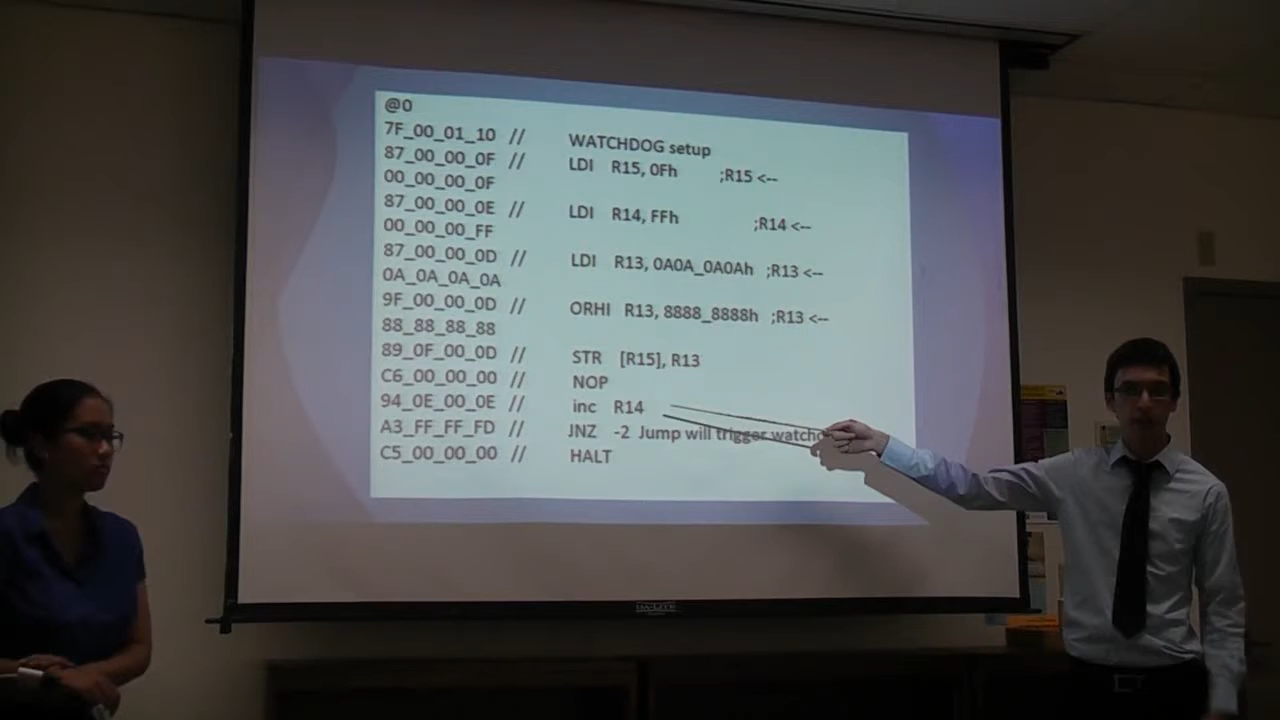 @0
7F_00_01_10 // WATCHDOG setup
87_00_00_0F // LDI R15, 0Fh ;R15 <--
00_00_00_0F
87_00_00_0E // LDI R14, FFh ;R14 <--
00_00_00_FF
87_00_00_0D // LDI R13, 0A0A_0A0Ah ;R13 <--
0A_0A_0A_0A
9F_00_00_0D // ORHI R13, 8888_8888h ;R13 <--
88_88_88_88
89_0F_00_0D // STR [R15], R13
C6_00_00_00 // NOP
94_0E_00_0E // inc R14
A3_FF_FF_FD // JNZ -2 Jump will trigger
C5_00_00_00 // HALT
DA-LITE